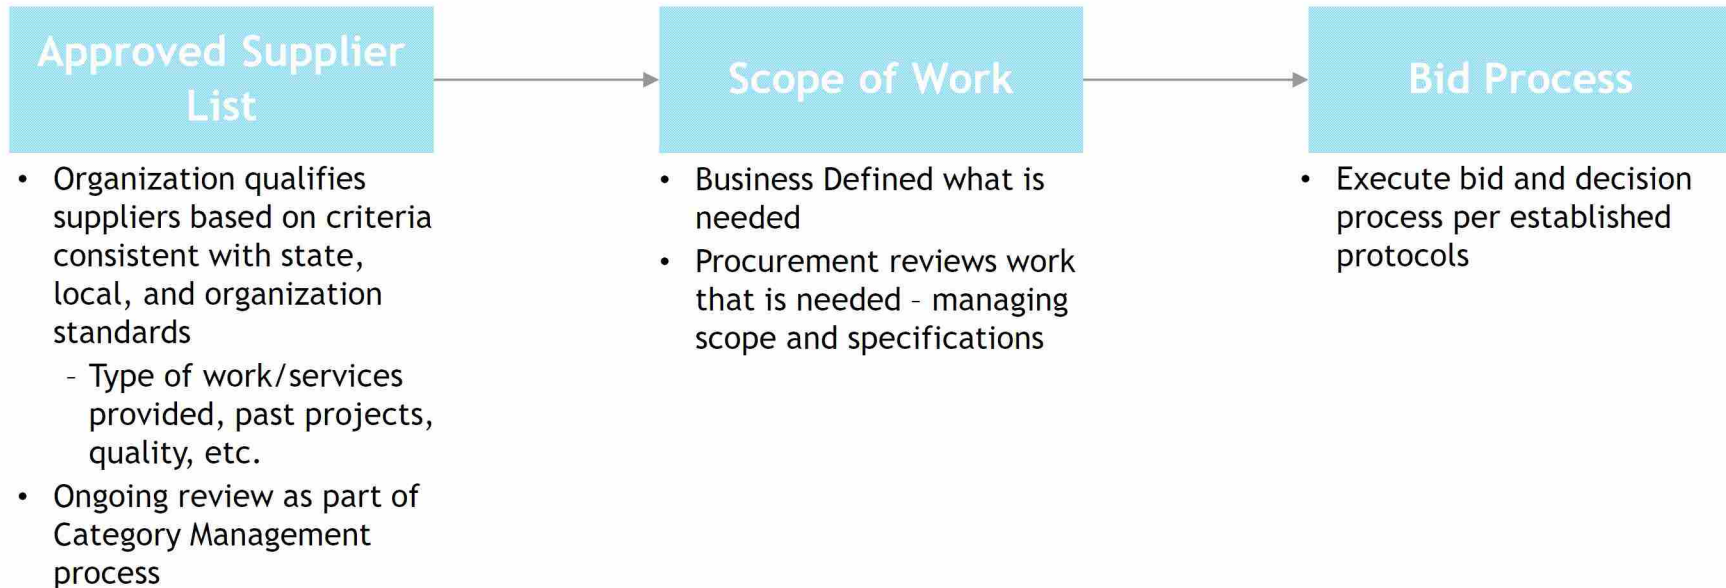 Approved Supplier
List
Scope of Work
Bid Process
• Organization qualifies
suppliers based on criteria
consistent with state,
local, and organization
standards
– Type of work/services
provided, past projects,
quality, etc.
• Ongoing review as part of
Category Management
process
• Business Defined what is
needed
• Procurement reviews work
that is needed – managing
scope and specifications
• Execute bid and decision
process per established
protocols